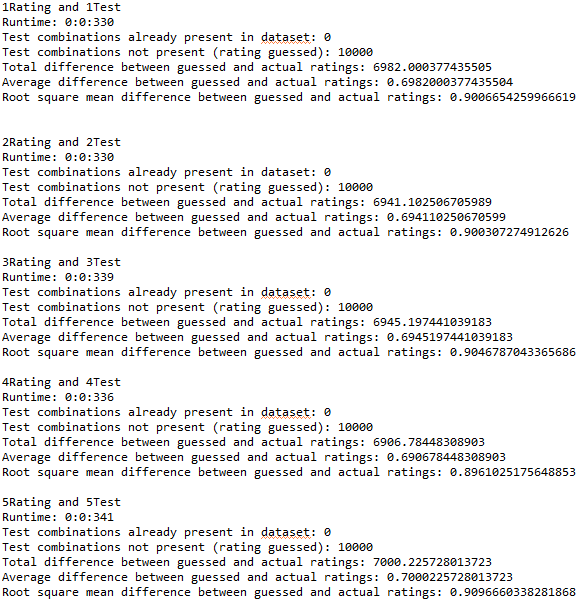 1Rating and 1Test
Runtime: 0:0:330
Test combinations already present in dataset: 0
Test combinations not present (rating guessed): 10000
Total difference between guessed and actual ratings: 6982.000377435505
Average difference between guessed and actual ratings: 0.6982000377435504
Root square mean difference between guessed and actual ratings: 0.9006654259966619
2Rating and 2Test
Runtime: 0:0:330
Test combinations already present in dataset: 0
Test combinations not present (rating guessed): 10000
Total difference between guessed and actual ratings: 6941.102506705989
Average difference between guessed and actual ratings: 0.694110250670599
Root square mean difference between guessed and actual ratings: 0.900307274912626
3Rating and 3Test
Runtime: 0:0:339
Test combinations already present in dataset: 0
Test combinations not present (rating guessed): 10000
Total difference between guessed and actual ratings: 6945.197441039183
Average difference between guessed and actual ratings: 0.6945197441039183
Root square mean difference between guessed and actual ratings: 0.9046787043365686
4Rating and 4Test
Runtime: 0:0:336
Test combinations already present in dataset: 0
Test combinations not present (rating guessed): 10000
Total difference between guessed and actual ratings: 6906.78448308903
Average difference between guessed and actual ratings: 0.690678448308903
Root square mean difference between guessed and actual ratings: 0.8961025175648853
5Rating and 5Test
Runtime: 0:0:341
Test combinations already present in dataset: 0
Test combinations not present (rating guessed): 10000
Total difference between guessed and actual ratings: 7000.225728013723
Average difference between guessed and actual ratings: 0.7000225728013723
Root square mean difference between guessed and actual ratings: 0.9096660338281868